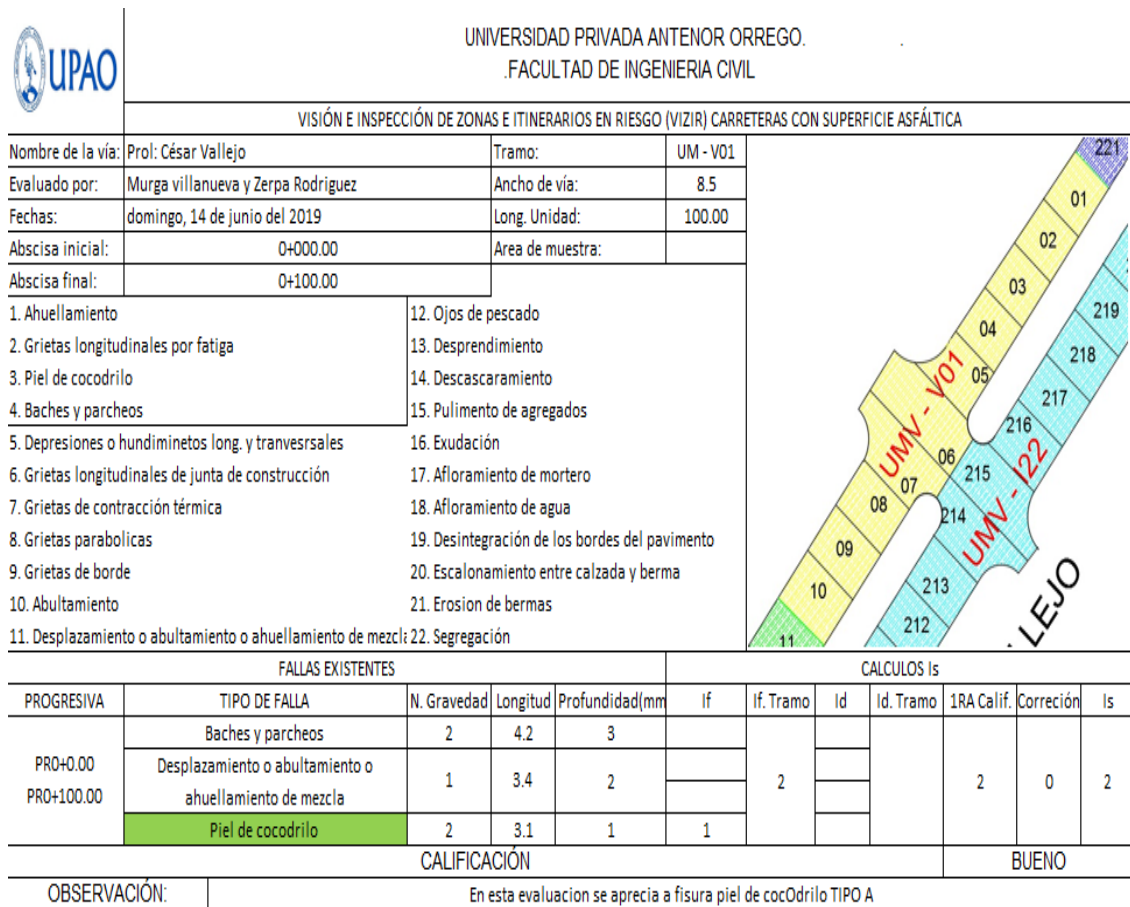 UPAO
UNIVERSIDAD PRIVADA ANTENOR ORREGO.
.FACULTAD DE INGENIERIA CIVIL
VISIÓN E INSPECCIÓN DE ZONAS E ITINERARIOS EN RIESGO (VIZIR) CARRETERAS CON SUPERFICIE ASFÁLTICA
Nombre de la vía: Prol: César Vallejo Tramo: UM - V01
Evaluado por: Murga villanueva y Zerpa Rodriguez Ancho de vía: 8.5
Fechas: domingo, 14 de junio del 2019 Long. Unidad: 100.00
Abscisa inicial: 0+000.00 Area de muestra:
Abscisa final: 0+100.00
1. Ahuellamiento
2. Grietas longitudinales por fatiga
3. Piel de cocodrilo
4. Baches y parcheos
5. Depresiones o hundiminetos long. y tranvesrsales
6. Grietas longitudinales de junta de construcción
7. Grietas de contracción térmica
8. Grietas parabolicas
9. Grietas de borde
10. Abultamiento
11. Desplazamiento o abultamiento o ahuellamiento de mezcla
12. Ojos de pescado
13. Desprendimiento
14. Descascaramiento
15. Pulimento de agregados
16. Exudación
17. Afloramiento de mortero
18. Afloramiento de agua
19. Desintegración de los bordes del pavimento
20. Escalonamiento entre calzada y berma
21. Erosion de bermas
22. Segregación
221
01
02
03
04
05
06
07
08
09
10
11
UMV - V01
219
218
217
216
215
214
213
212
UMV - I22
LLEJO
FALLAS EXISTENTES CALCULOS Is
PROGRESIVA TIPO DE FALLA N. Gravedad Longitud Profundidad(mm If If. Tramo Id Id. Tramo 1RA Calif. Correción Is
PR0+0.00
PR0+100.00
Baches y parcheos 2 4.2 3
Desplazamiento o abultamiento o
ahuellamiento de mezcla
1 3.4 2
2 2 0 2
Piel de cocodrilo 2 3.1 1 1
CALIFICACIÓN BUENO
OBSERVACIÓN: En esta evaluacion se aprecia a fisura piel de cocOdrilo TIPO A